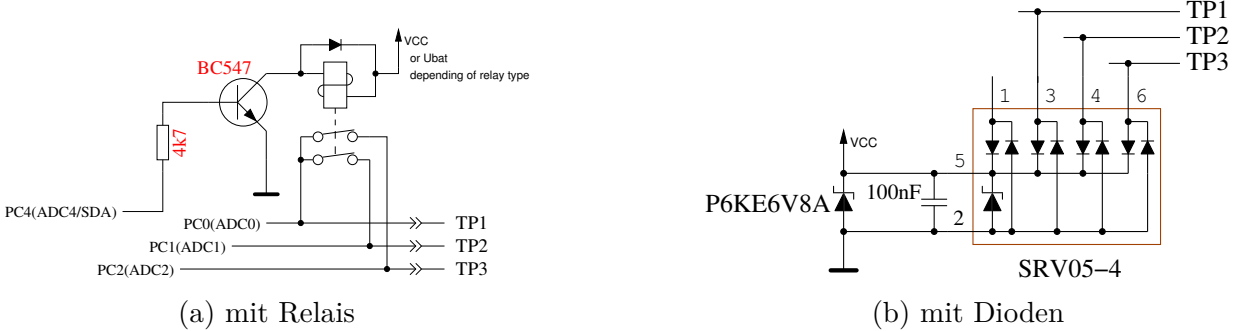 VCC
or Ubat
depending of relay type
BC547
4k7
PC4(ADC4/SDA)
PC0(ADC0)
TP1
PC1(ADC1)
TP2
PC2(ADC2)
TP3
(a) mit Relais
TP1
TP2
TP3
1 3 4 6
VCC
5
P6KE6V8A
100nF
2
SRV05−4
(b) mit Dioden